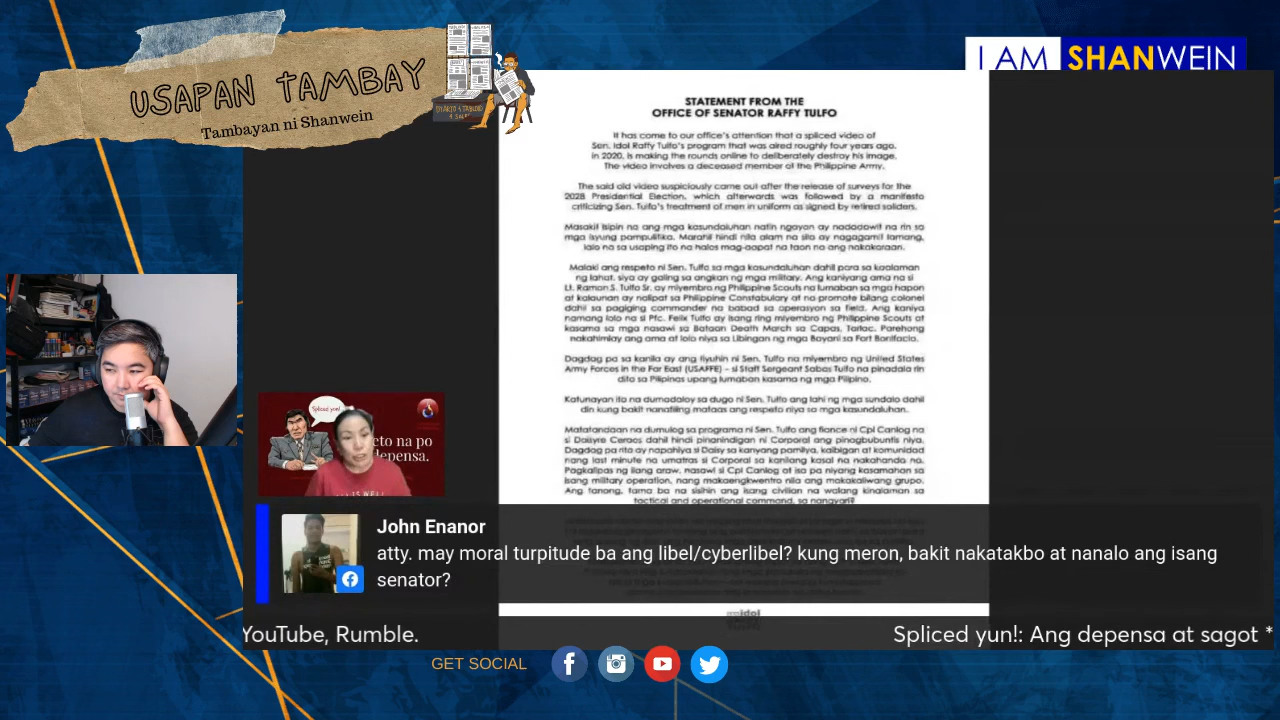 USAPAN TAMBAY
Tambayan ni Shanwein
I AM SHANWEIN
STATEMENT FROM THE
OFFICE OF SENATOR RAFFY TULFO
It has come to our office's attention that a spliced video of
Sen. Idol Raffy Tulfo's program that was aired roughly four years ago,
in 2020, is making the rounds online to deliberately destroy his image.
The video involves a deceased member of the Philippine Army.
The said old video suspiciously came out after the release of surveys for the
2028 Presidential Election, which afterwards was followed by a manifesto
criticizing Sen. Tulfo's treatment of men in uniform as signed by retired soldiers.
Masakit isipin na ang mga kasundaluhan natin ngayon ay nadadawit na rin sa
mga isyung pampulitika. Marahil hindi nila alam na sila ay nagagamit lamang,
lalo na sa usaping ito na halos mag-aapat na taon na ang nakakaraan.
Malaki ang respeto ni Sen. Tulfo sa mga kasundaluhan dahil para sa kaalaman
ng lahat, siya ay galing sa angkan ng mga military. Ang kaniyang ama na si
Lt. Ramon S. Tulfo Sr. ay miyembro ng Philippine Scouts na lumaban sa mga hapon
at kalaunan ay nalipat sa Philippine Constabulary at na promote bilang colonel
dahil sa pagiging commander na babad sa operasyon sa field. Ang kaniya
namang lolo na si Pfc. Felix Tulfo ay isang ring miyembro ng Philippine Scouts at
kasama sa mga nasawi sa Bataan Death March sa Capas, Tarlac. Parehong
nakahimlay ang ama at lolo niya sa Libingan ng mga Bayani sa Fort Bonifacio.
Dagdag pa sa kanila ay ang tiyuhin ni Sen. Tulfo na miyembro ng United States
Army Forces in the Far East (USAFFE) – si Staff Sergeant Sabas Tulfo na pinadala rin
dito sa Pilipinas upang lumaban kasama ng mga Pilipino.
Katunayan ito na dumadaloy sa dugo ni Sen. Tulfo ang lahi ng mga sundalo dahil
din kung bakit nanatiling mataas ang respeto niya sa mga kasundaluhan.
Matatandaan na dumulog sa programa ni Sen. Tulfo ang fiance ni Cpl Canlog na
si Daisyre Ceraos dahil hindi pinanindigan ni Corporal ang pinagbubuntis niya.
Dagdag pa rito ay napahiya si Daisy sa kanyang pamilya, kaibigan at komunidad
nang last minute na umatras si Corporal sa kanilang kasal na nakahanda na.
Pagkalipas ng ilang araw, nasawi si Cpl Canlog at isa pa niyang kasamahan sa
isang military operation, nang makaengkwentro nila ang makakaliwang grupo.
Ang tanong, tama ba na sisihin ang isang civilian na walang kinalaman sa
tactical and operational command, sa nangyari?
Spliced yun!
eto na po
depensa.
IS WELL
John Enanor
atty. may moral turpitude ba ang libel/cyberlibel? kung meron, bakit nakatakbo at nanalo ang isang
senator?
idol
YouTube, Rumble.
Spliced yun!: Ang depensa at sagot *
GET SOCIAL